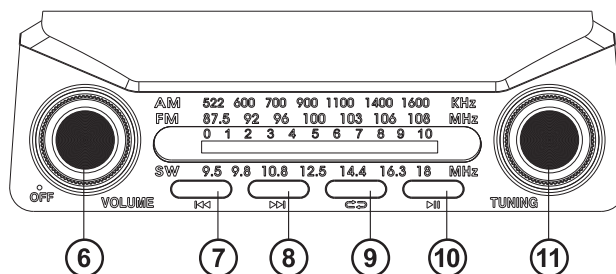 AM 522 600 700 900 1100 1400 1600 KHz
FM 87.5 92 96 100 103 106 108 MHz
0 1 2 3 4 5 6 7 8 9 10
SW 9.5 9.8 10.8 12.5 14.4 16.3 18 MHz
OFF VOLUME TUNING
6 7 8 9 10 11